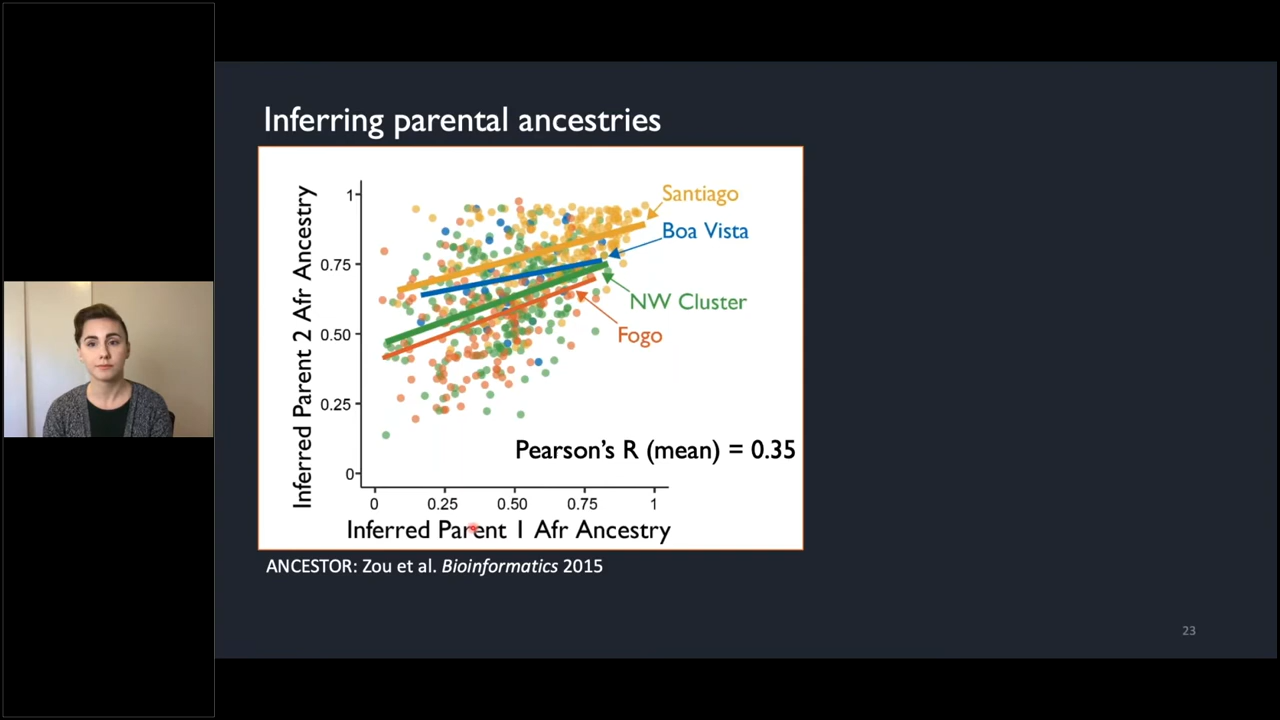 Inferring parental ancestries
Inferred Parent 2 Afr Ancestry
1
0.75
0.50
0.25
0
0
0.25
0.50
0.75
1
Inferred Parent 1 Afr Ancestry
Santiago
Boa Vista
NW Cluster
Fogo
Pearson's R (mean) = 0.35
ANCESTOR: Zou et al. Bioinformatics 2015
23